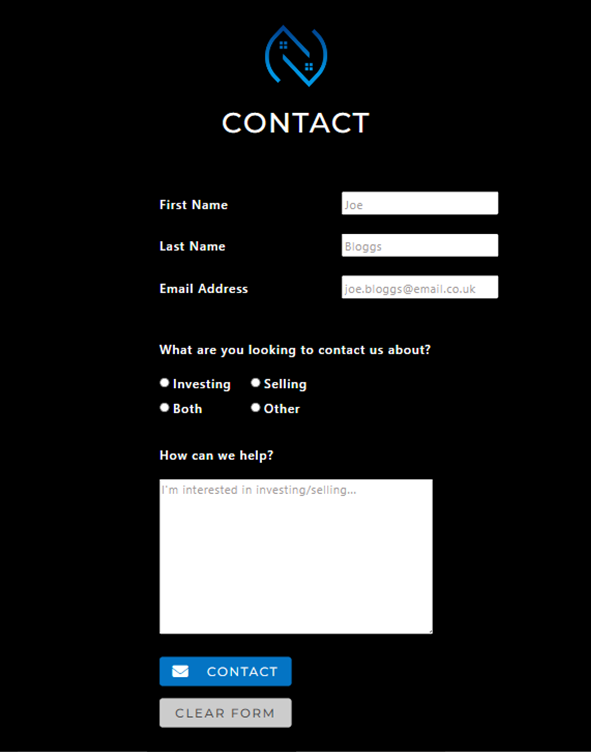 CONTACT
First Name Joe
Last Name Bloggs
Email Address joe.bloggs@email.co.uk
What are you looking to contact us about?
Investing Selling
Both Other
How can we help?
I'm interested in investing/selling...
CONTACT
CLEAR FORM